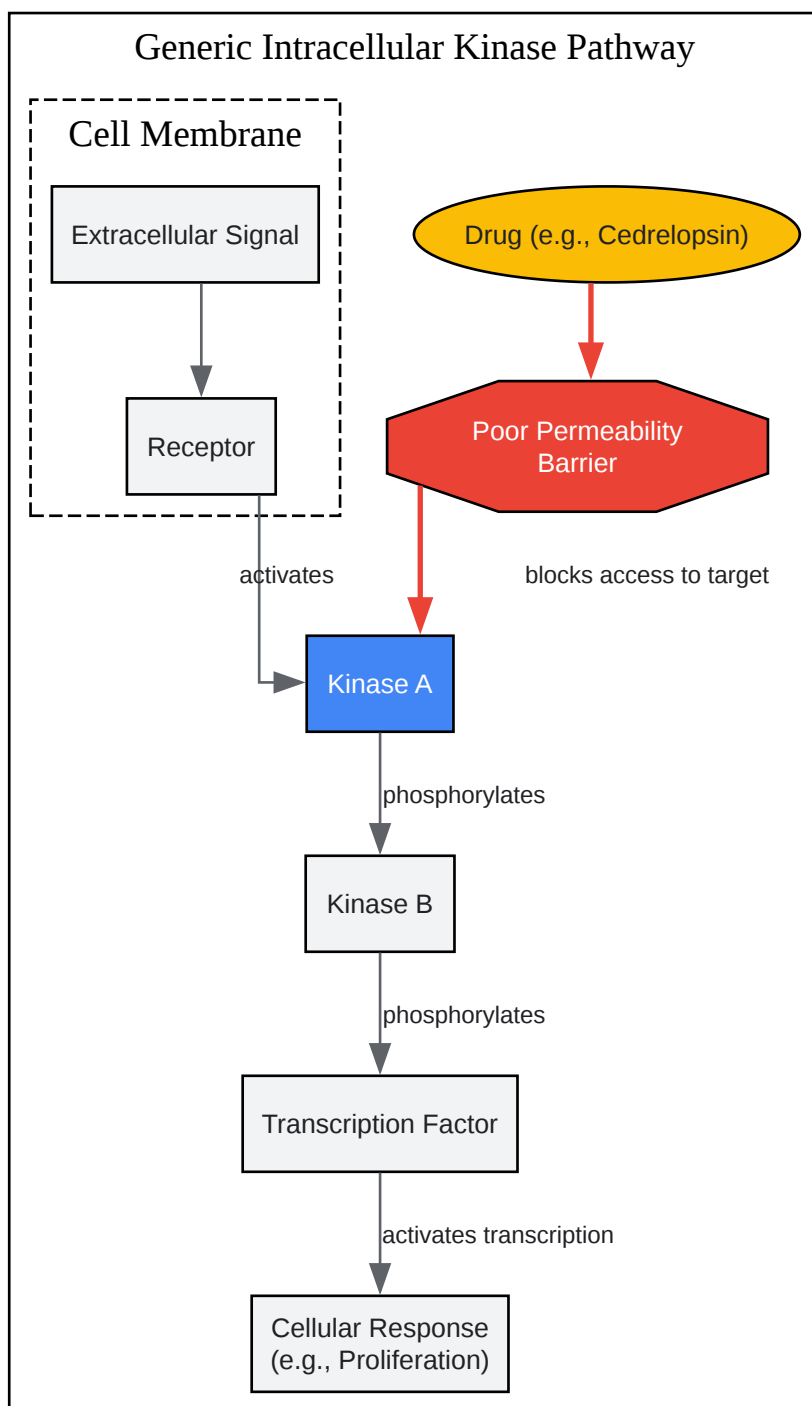 Generic Intracellular Kinase Pathway
Cell Membrane
Extracellular Signal
Drug (e.g., Cedrelopsin)
Receptor
Poor Permeability
Barrier
activates
blocks access to target
Kinase A
phosphorylates
Kinase B
phosphorylates
Transcription Factor
activates transcription
Cellular Response
(e.g., Proliferation)